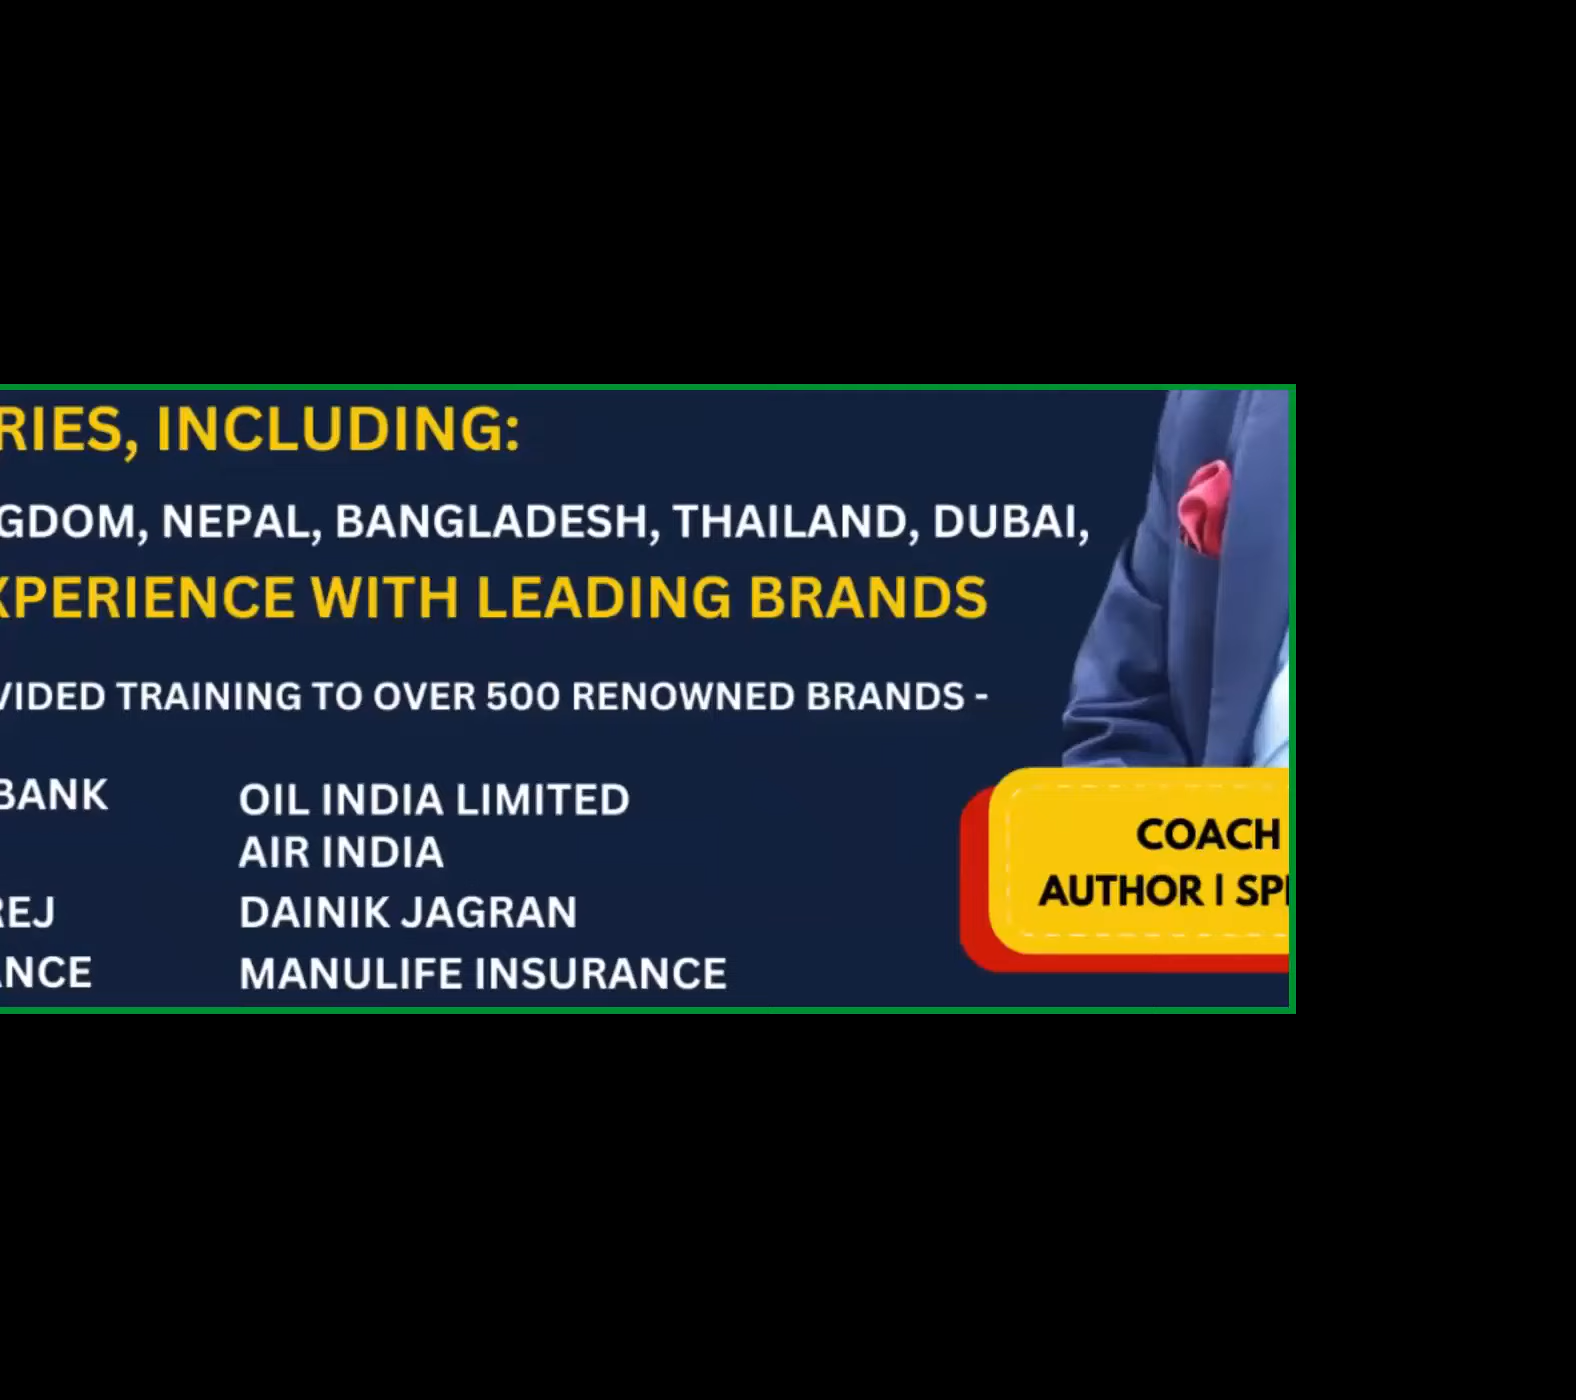 RIES, INCLUDING:
GDOM, NEPAL, BANGLADESH, THAILAND, DUBAI,
XPERIENCE WITH LEADING BRANDS
VIDED TRAINING TO OVER 500 RENOWNED BRANDS -
BANK
OIL INDIA LIMITED
AIR INDIA
REJ
DAINIK JAGRAN
ANCE
MANULIFE INSURANCE
COACH
AUTHOR | SP